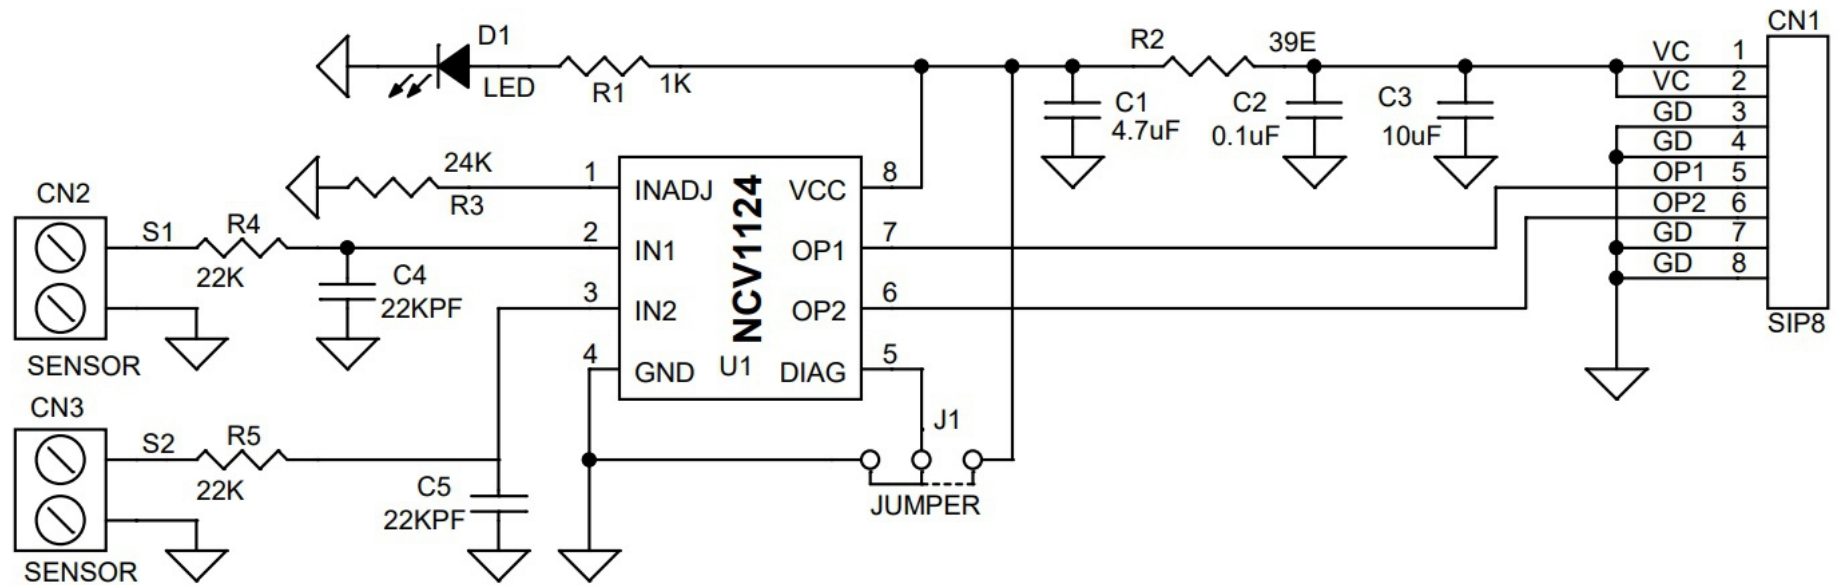 CN1
D1
LED
R1
1K
R2
39E
C1
4.7uF
C2
0.1uF
C3
10uF
VC 1
VC 2
GD 3
GD 4
OP1 5
OP2 6
GD 7
GD 8
SIP8
24K
R3
CN2
S1
R4
22K
C4
22KPF
SENSOR
1 INADJ
2 IN1
3 IN2
4 GND
NCV1124
U1
VCC 8
OP1 7
OP2 6
DIAG 5
J1
JUMPER
CN3
S2
R5
22K
C5
22KPF
SENSOR